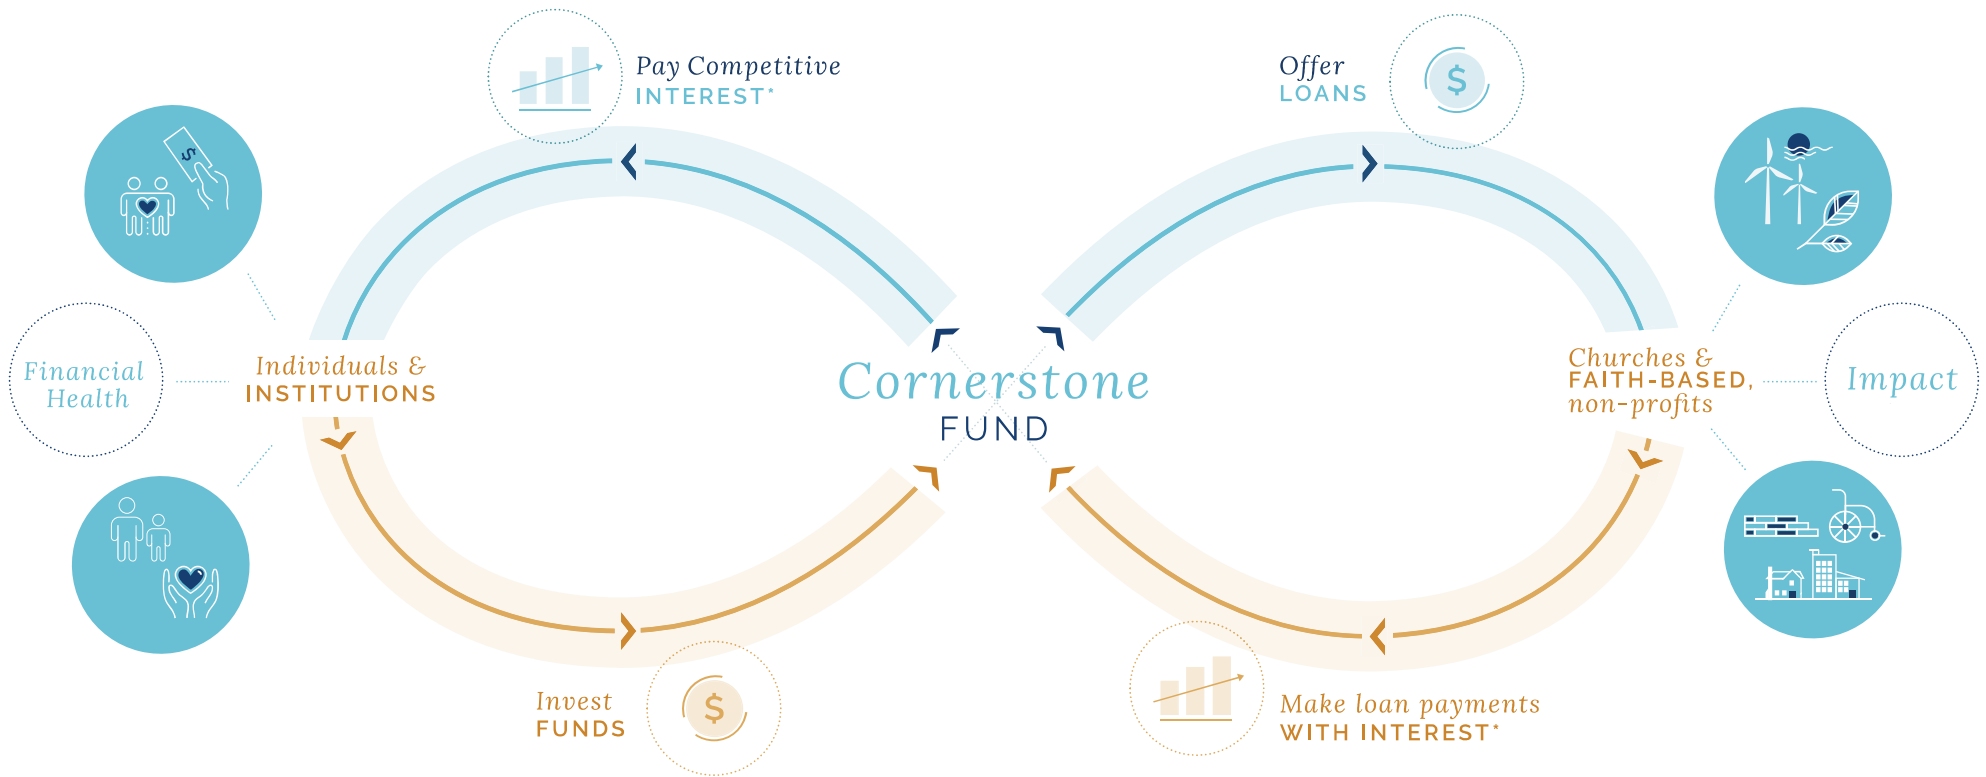 Pay Competitive
INTEREST*
Offer
LOANS
$
$
Financial
Health
Individuals &
INSTITUTIONS
Cornerstone
FUND
Churches &
FAITH-BASED,
non-profits
Impact
Invest
FUNDS
$
Make loan payments
WITH INTEREST*